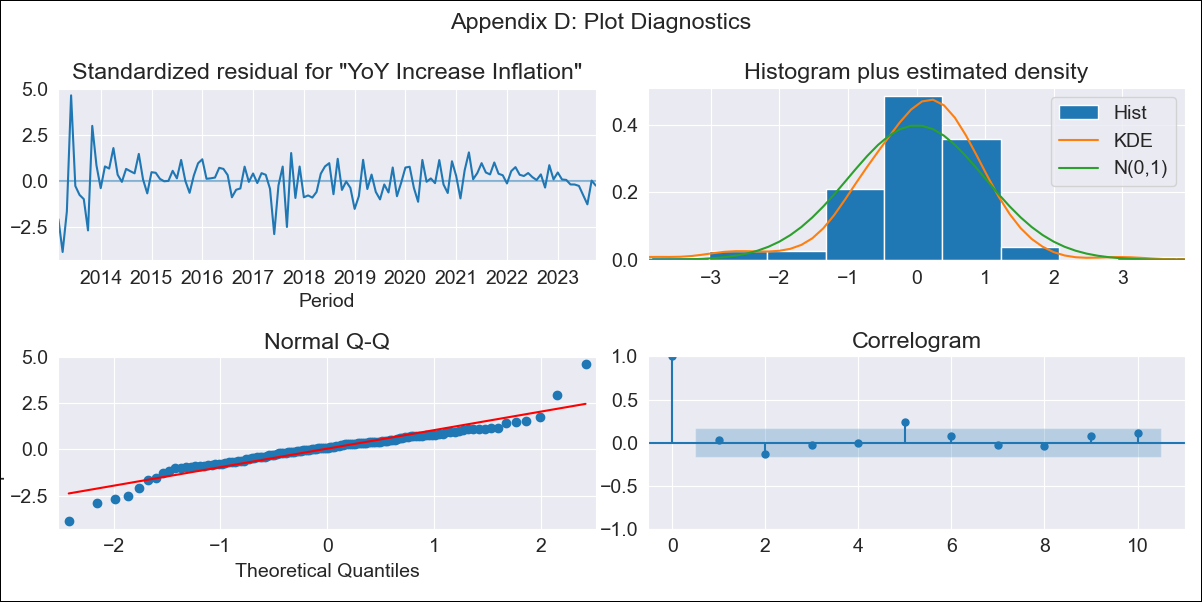 Appendix D: Plot Diagnostics
Standardized residual for "YoY Increase Inflation"
5.0
2.5
0.0
−2.5
2014 2015 2016 2017 2018 2019 2020 2021 2022 2023
Period
Histogram plus estimated density
0.4
0.2
0.0
Hist
KDE
N(0,1)
−3 −2 −1 0 1 2 3
Normal Q-Q
5.0
2.5
0.0
−2.5
−2 −1 0 1 2
Theoretical Quantiles
Correlogram
1.0
0.5
0.0
−0.5
−1.0
0 2 4 6 8 10